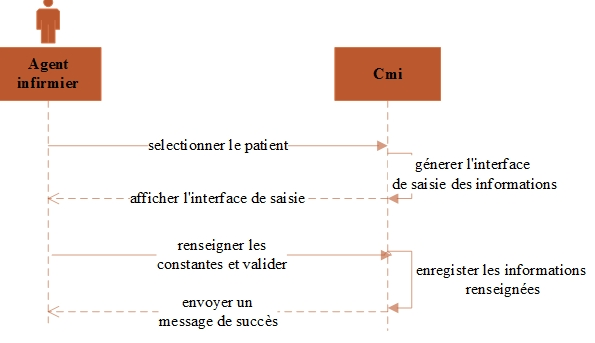 Agent
infirmier
Cmi
selectionner le patient
génerer l'interface
de saisie des informations
afficher l'interface de saisie
renseigner les
constantes et valider
enregister les informations
renseignées
envoyer un
message de succès